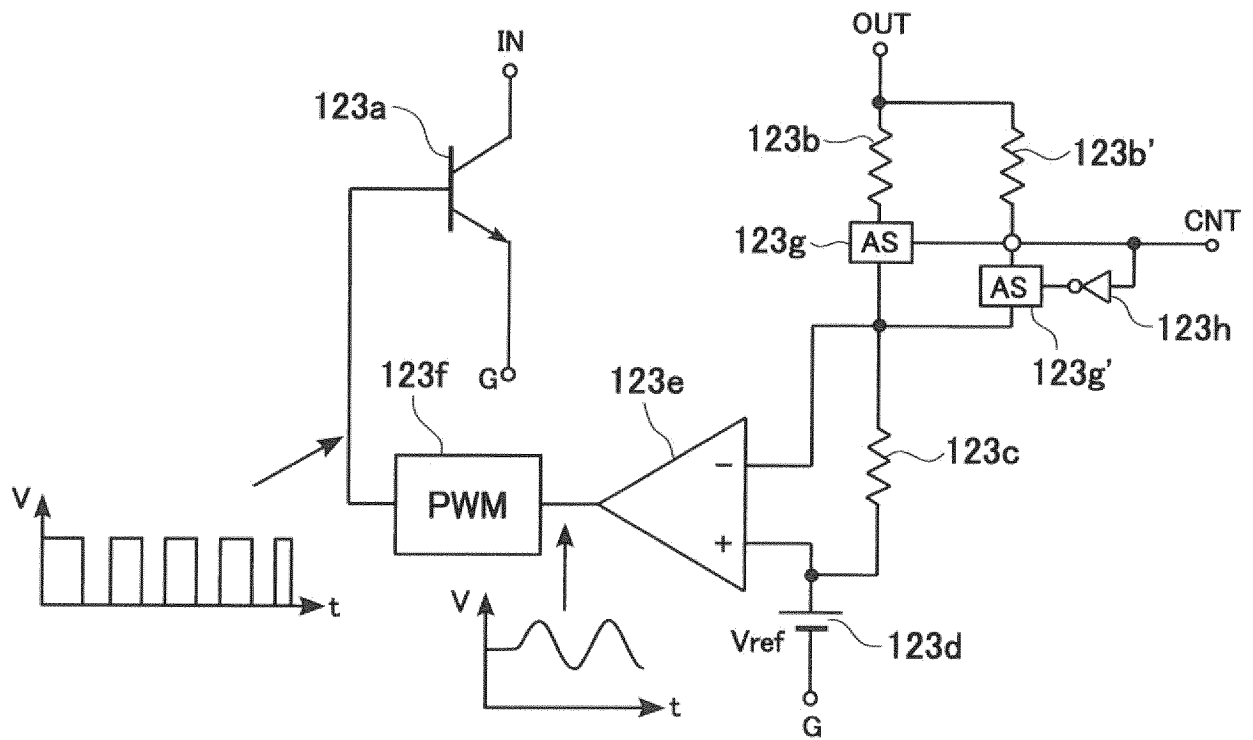 OUT
IN
123a
123b
123b'
CNT
123g
AS
AS
123h
123g'
G
123f
123e
PWM
-
+
123c
V
t
V
t
Vref
123d
G